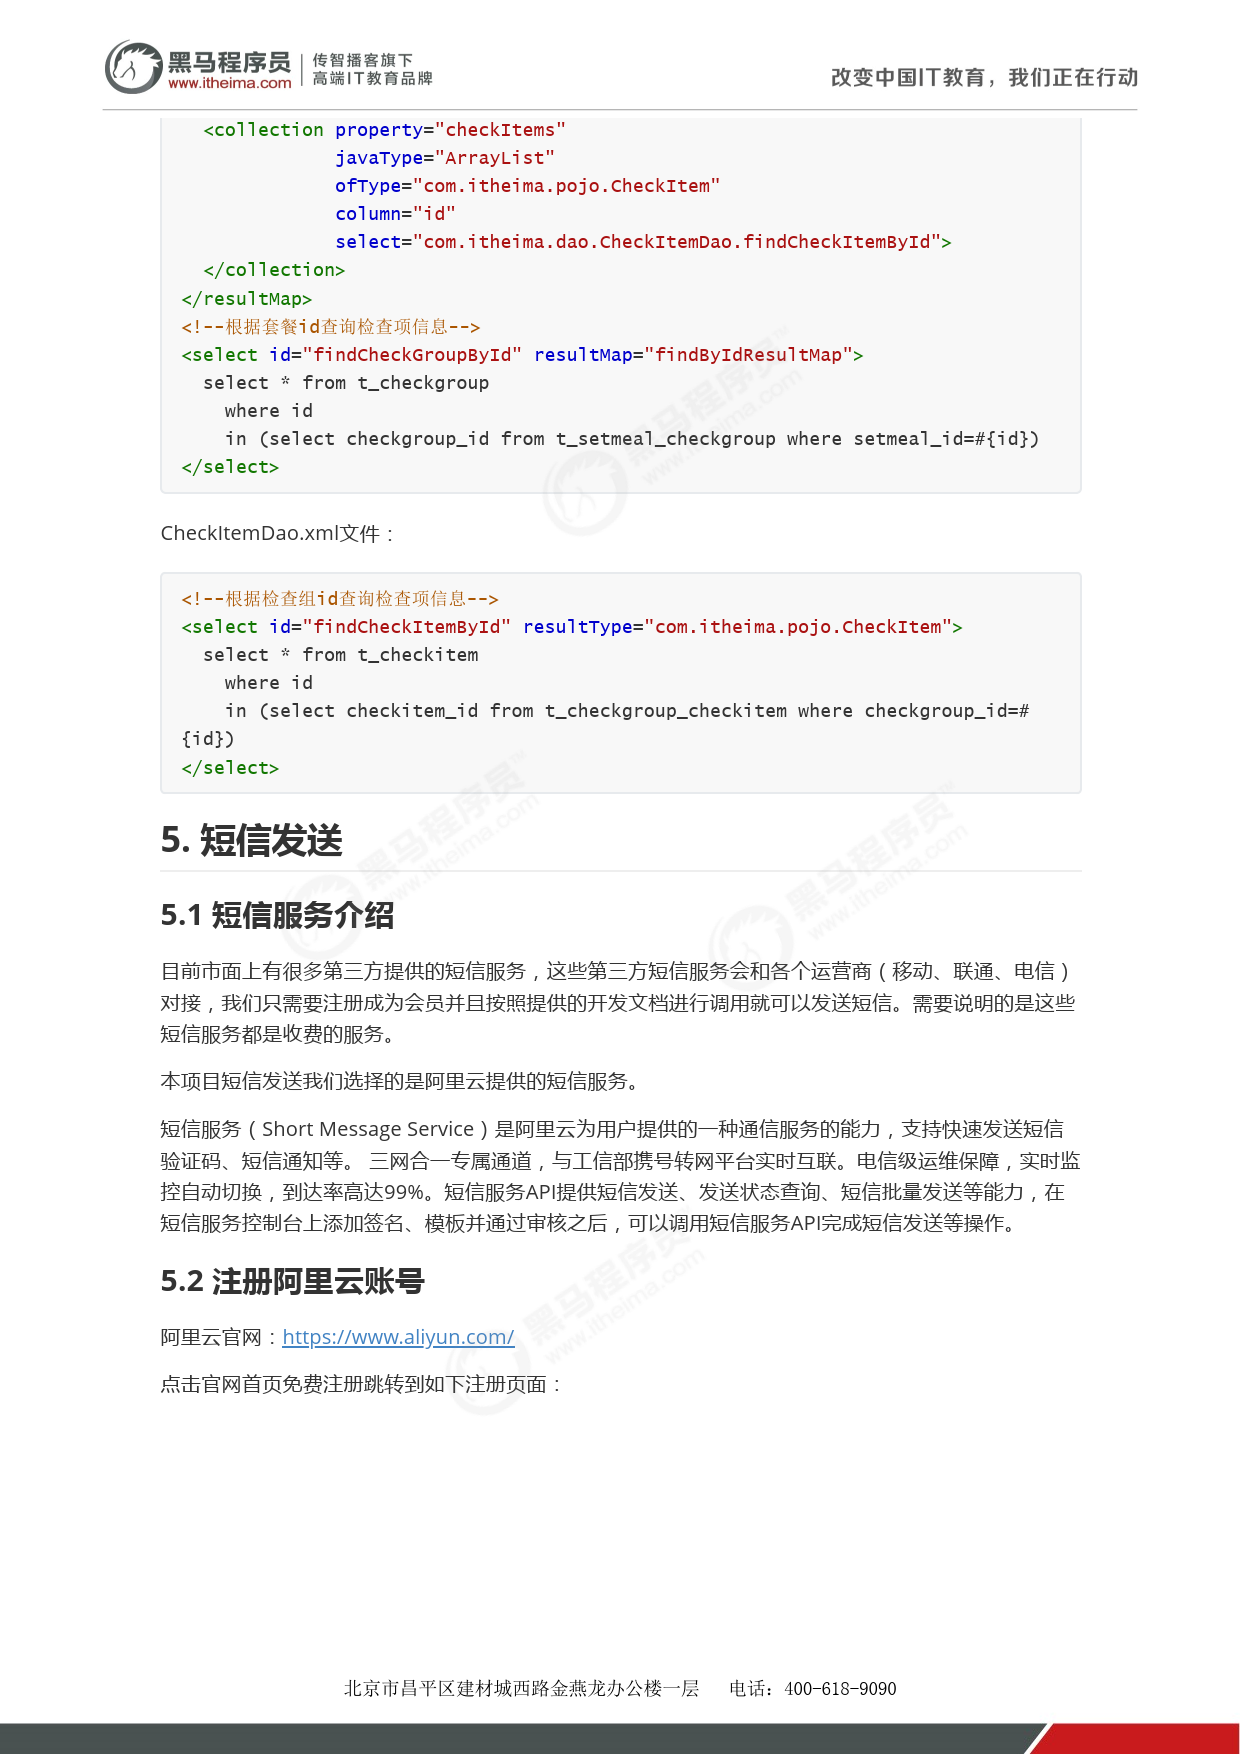 黑马程序员
www.itheima.com
传智播客旗下
高端IT教育品牌
改变中国IT教育，我们正在行动
<collection property="checkItems"
javaType="ArrayList"
ofType="com.itheima.pojo.CheckItem"
column="id"
select="com.itheima.dao.CheckItemDao.findCheckItemById">
</collection>
</resultMap>
<!--根据套餐id查询检查项信息-->
<select id="findCheckGroupById" resultMap="findByIdResultMap">
select * from t_checkgroup
where id
in (select checkgroup_id from t_setmeal_checkgroup where setmeal_id=#{id})
</select>
CheckItemDao.xml文件：
<!--根据检查组id查询检查项信息-->
<select id="findCheckItemById" resultType="com.itheima.pojo.CheckItem">
select * from t_checkitem
where id
in (select checkitem_id from t_checkgroup_checkitem where checkgroup_id=#
{id})
</select>
5. 短信发送
5.1 短信服务介绍
目前市面上有很多第三方提供的短信服务，这些第三方短信服务会和各个运营商（移动、联通、电信）
对接，我们只需要注册成为会员并且按照提供的开发文档进行调用就可以发送短信。需要说明的是这些
短信服务都是收费的服务。
本项目短信发送我们选择的是阿里云提供的短信服务。
短信服务（Short Message Service）是阿里云为用户提供的一种通信服务的能力，支持快速发送短信
验证码、短信通知等。 三网合一专属通道，与工信部携号转网平台实时互联。电信级运维保障，实时监
控自动切换，到达率高达99%。短信服务API提供短信发送、发送状态查询、短信批量发送等能力，在
短信服务控制台上添加签名、模板并通过审核之后，可以调用短信服务API完成短信发送等操作。
5.2 注册阿里云账号
阿里云官网：https://www.aliyun.com/
点击官网首页免费注册跳转到如下注册页面：
北京市昌平区建材城西路金燕龙办公楼一层 电话：400-618-9090